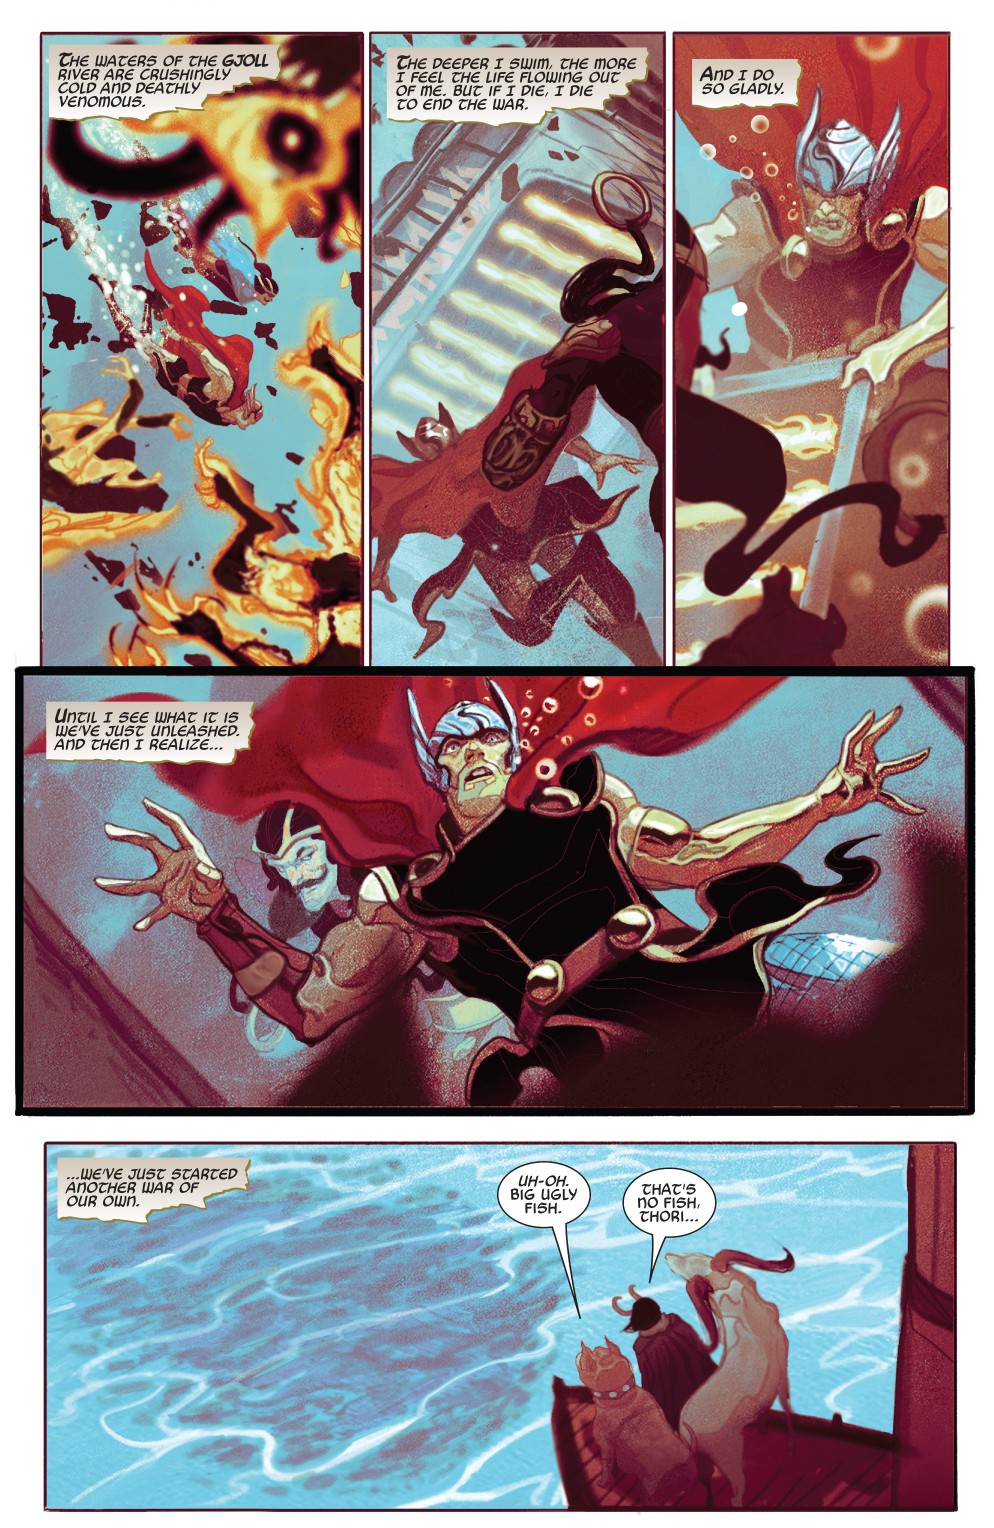 THE WATERS OF THE GJOLL
RIVER ARE CRUSHINGLY
COLD AND DEATHLY
VENOMOUS.
THE DEEPER I SWIM, THE MORE
I FEEL THE LIFE FLOWING OUT
OF ME. BUT IF I DIE, I DIE
TO END THE WAR.
AND I DO
SO GLADLY.
UNTIL I SEE WHAT IT IS
WE'VE JUST UNLEASHED.
AND THEN I REALIZE...
...WE'VE JUST STARTED
ANOTHER WAR OF
OUR OWN.
UH-OH.
BIG UGLY
FISH.
THAT'S
NO FISH,
THORI...